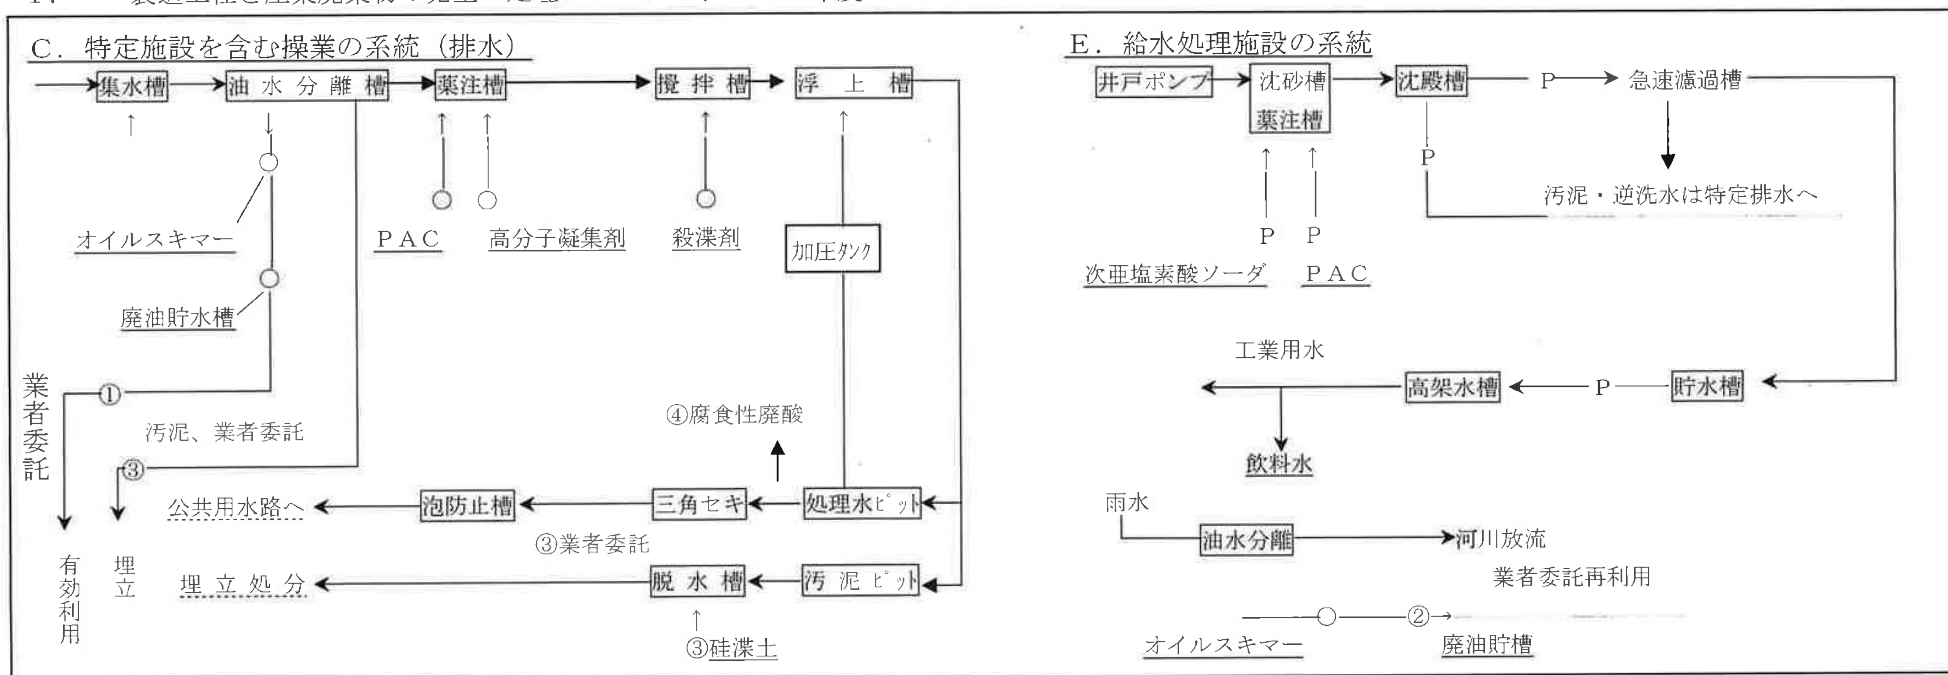 C．特定施設を含む操業の系統（排水）
集水槽
油水分離槽
薬注槽
攪拌槽
浮上槽
オイルスキマー
PAC
高分子凝集剤
殺渫剤
加圧タンク
廃油貯水槽
業者委託
①
汚泥、業者委託
③
④腐食性廃酸
公共用水路へ
泡防止槽
三角セキ
処理水ピット
③業者委託
有効利用
埋立
埋立処分
脱水槽
汚泥ピット
③硅渫土
E．給水処理施設の系統
井戸ポンプ
沈砂槽
薬注槽
沈殿槽
P
急速濾過槽
P
汚泥・逆洗水は特定排水へ
P
P
次亜塩素酸ソーダ
PAC
工業用水
高架水槽
P
貯水槽
飲料水
雨水
油水分離
河川放流
業者委託再利用
②
オイルスキマー
廃油貯槽